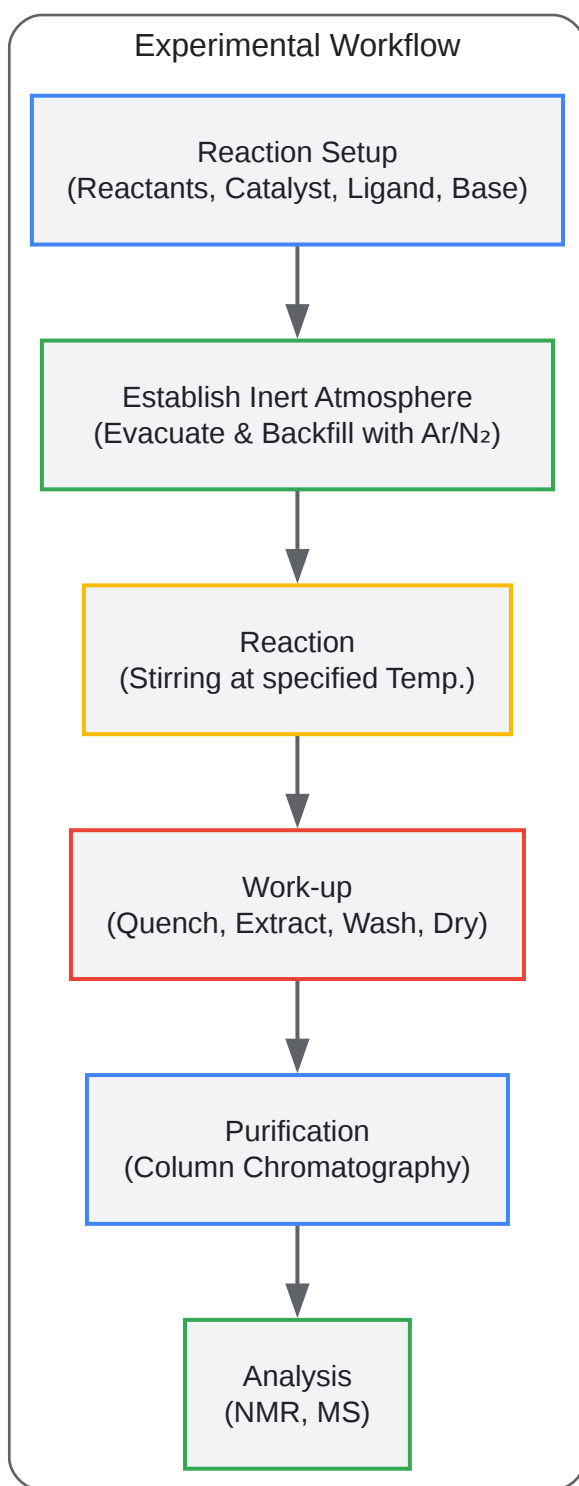 Experimental Workflow
Reaction Setup
(Reactants, Catalyst, Ligand, Base)
Establish Inert Atmosphere
(Evacuate & Backfill with Ar/N₂)
Reaction
(Stirring at specified Temp.)
Work-up
(Quench, Extract, Wash, Dry)
Purification
(Column Chromatography)
Analysis
(NMR, MS)